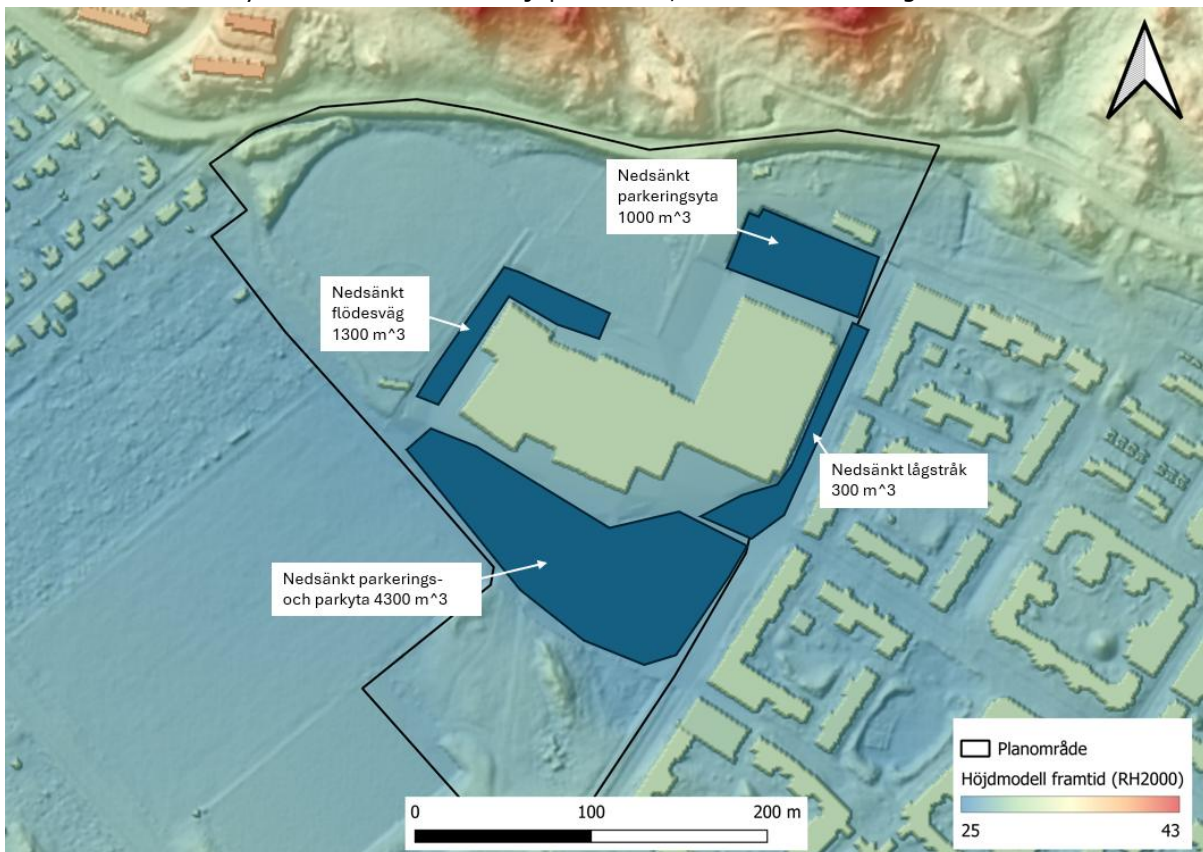 Nedsänkt
parkeringsyta
1000 m^3
Nedsänkt
flödesväg
1300 m^3
Nedsänkt lågstråk
300 m^3
Nedsänkt parkerings-
och parkyta 4300 m^3
Planområde
Höjdmodell framtid (RH2000)
25 43
0 100 200 m